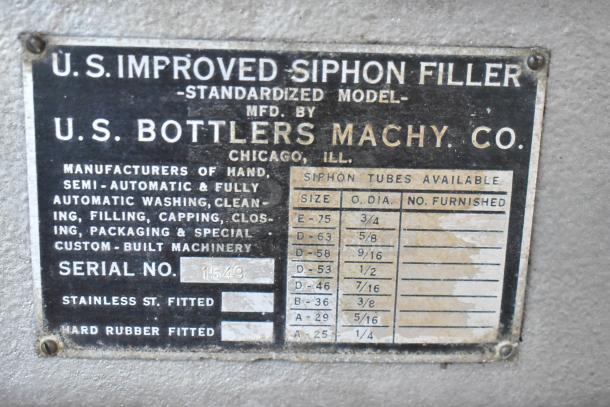 U.S. IMPROVED SIPHON FILLER
-STANDARDIZED MODEL-
MFD. BY
U.S. BOTTLERS MACHY. CO.
CHICAGO, ILL.
MANUFACTURERS OF HAND,
SEMI-AUTOMATIC & FULLY
AUTOMATIC WASHING, CLEAN-
ING, FILLING, CAPPING, CLOS-
ING, PACKAGING & SPECIAL
CUSTOM-BUILT MACHINERY
SERIAL NO. 1549
STAINLESS ST. FITTED
HARD RUBBER FITTED
SIPHON TUBES AVAILABLE
SIZE O. DIA. NO. FURNISHED
E-75 3/4
D-63 5/8
D-58 9/16
D-53 1/2
D-46 7/16
B-36 3/8
A-29 5/16
A-25 1/4